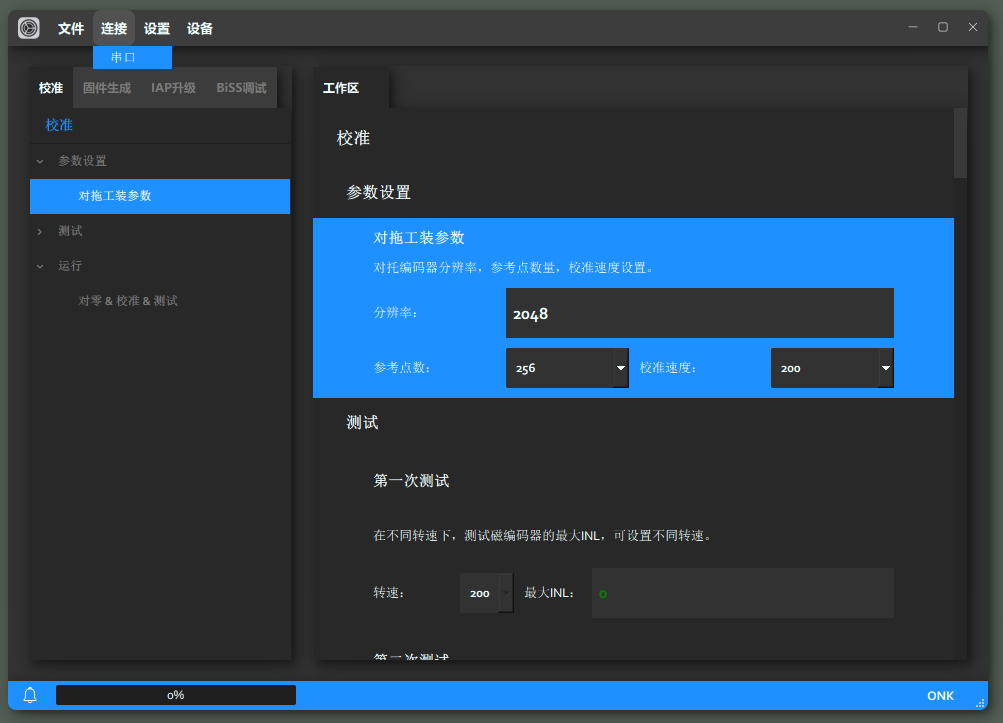 文件 连接 设置 设备
串口
校准 固件生成 IAP升级 BiSS调试
校准
参数设置
对拖工装参数
测试
运行
对零 & 校准 & 测试
工作区
校准
参数设置
对拖工装参数
对托编码器分辨率，参考点数量，校准速度设置。
分辨率： 2048
参考点数： 256 校准速度： 200
测试
第一次测试
在不同转速下，测试磁编码器的最大INL，可设置不同转速。
转速： 200 最大INL： 0
第二次测试
0% ONK